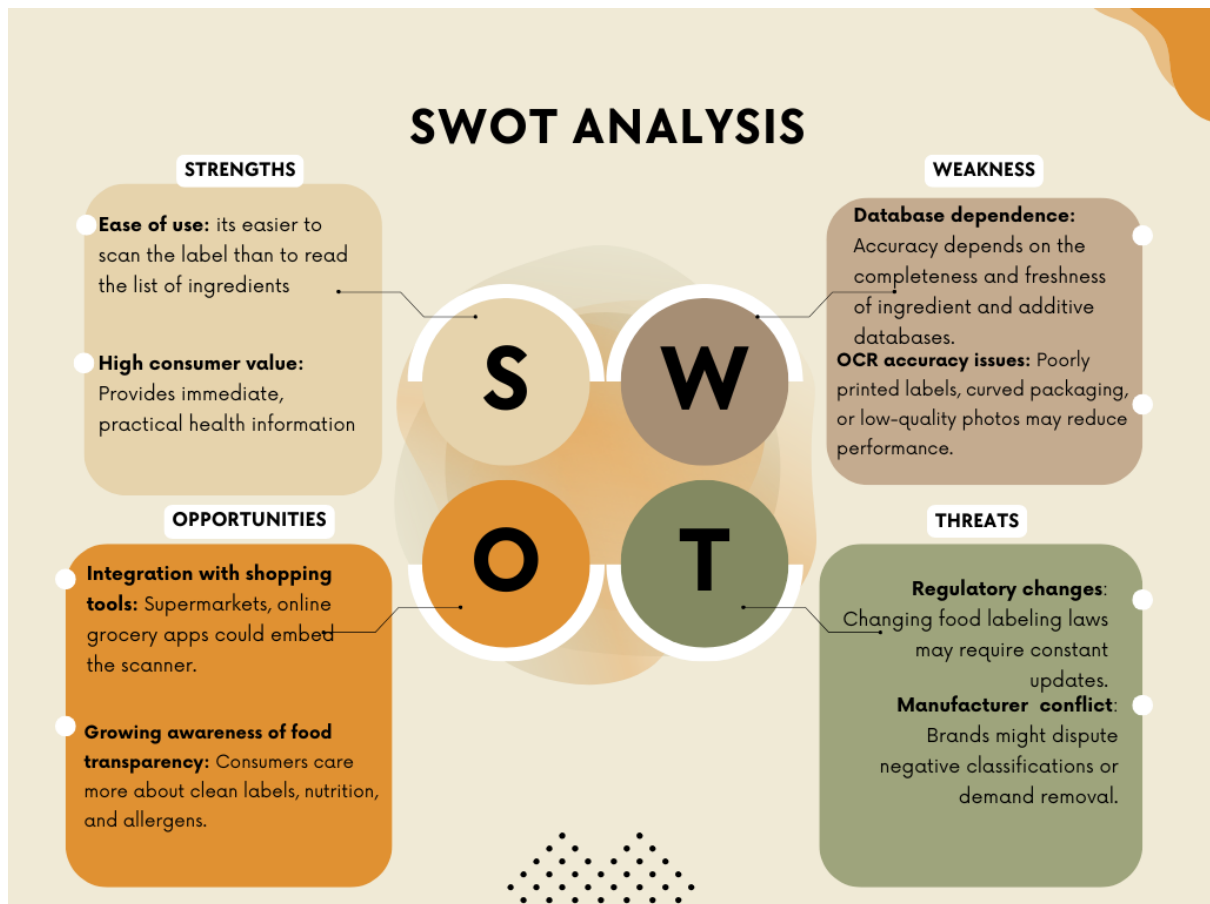 SWOT ANALYSIS
STRENGTHS
Ease of use: its easier to
scan the label than to read
the list of ingredients
High consumer value:
Provides immediate,
practical health information
WEAKNESS
Database dependence:
Accuracy depends on the
completeness and freshness
of ingredient and additive
databases.
OCR accuracy issues: Poorly
printed labels, curved packaging,
or low-quality photos may reduce
performance.
S
W
O
T
OPPORTUNITIES
Integration with shopping
tools: Supermarkets, online
grocery apps could embed
the scanner.
Growing awareness of food
transparency: Consumers care
more about clean labels, nutrition,
and allergens.
THREATS
Regulatory changes:
Changing food labeling laws
may require constant
updates.
Manufacturer conflict:
Brands might dispute
negative classifications or
demand removal.